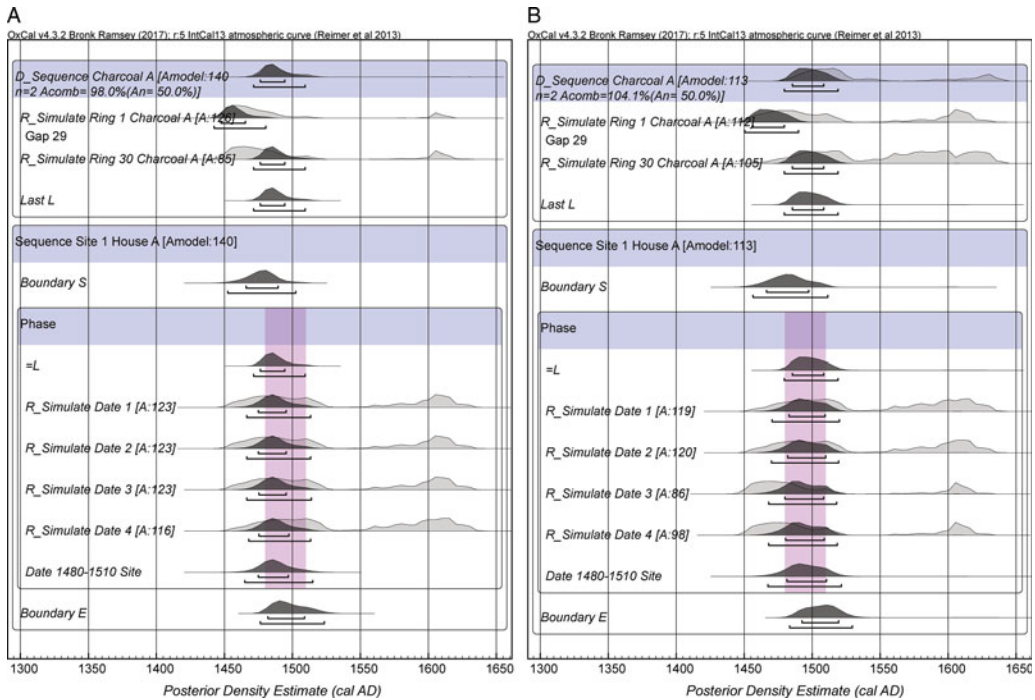 A
OxCal v4.3.2 Bronk Ramsey (2017); r:5 IntCal13 atmospheric curve (Reimer et al 2013)
D_Sequence Charcoal A [Amodel:140
n=2 Acomb= 98.0%(An= 50.0%)]
R_Simulate Ring 1 Charcoal A [A:126]
Gap 29
R_Simulate Ring 30 Charcoal A [A:85]
Last L
Sequence Site 1 House A [Amodel:140]
Boundary S
Phase
=L
R_Simulate Date 1 [A:123]
R_Simulate Date 2 [A:123]
R_Simulate Date 3 [A:123]
R_Simulate Date 4 [A:116]
Date 1480-1510 Site
Boundary E
1300 1350 1400 1450 1500 1550 1600 1650
Posterior Density Estimate (cal AD)
B
OxCal v4.3.2 Bronk Ramsey (2017); r:5 IntCal13 atmospheric curve (Reimer et al 2013)
D_Sequence Charcoal A [Amodel:113
n=2 Acomb=104.1%(An= 50.0%)]
R_Simulate Ring 1 Charcoal A [A:112]
Gap 29
R_Simulate Ring 30 Charcoal A [A:105]
Last L
Sequence Site 1 House A [Amodel:113]
Boundary S
Phase
=L
R_Simulate Date 1 [A:119]
R_Simulate Date 2 [A:120]
R_Simulate Date 3 [A:86]
R_Simulate Date 4 [A:98]
Date 1480-1510 Site
Boundary E
1300 1350 1400 1450 1500 1550 1600 1650
Posterior Density Estimate (cal AD)